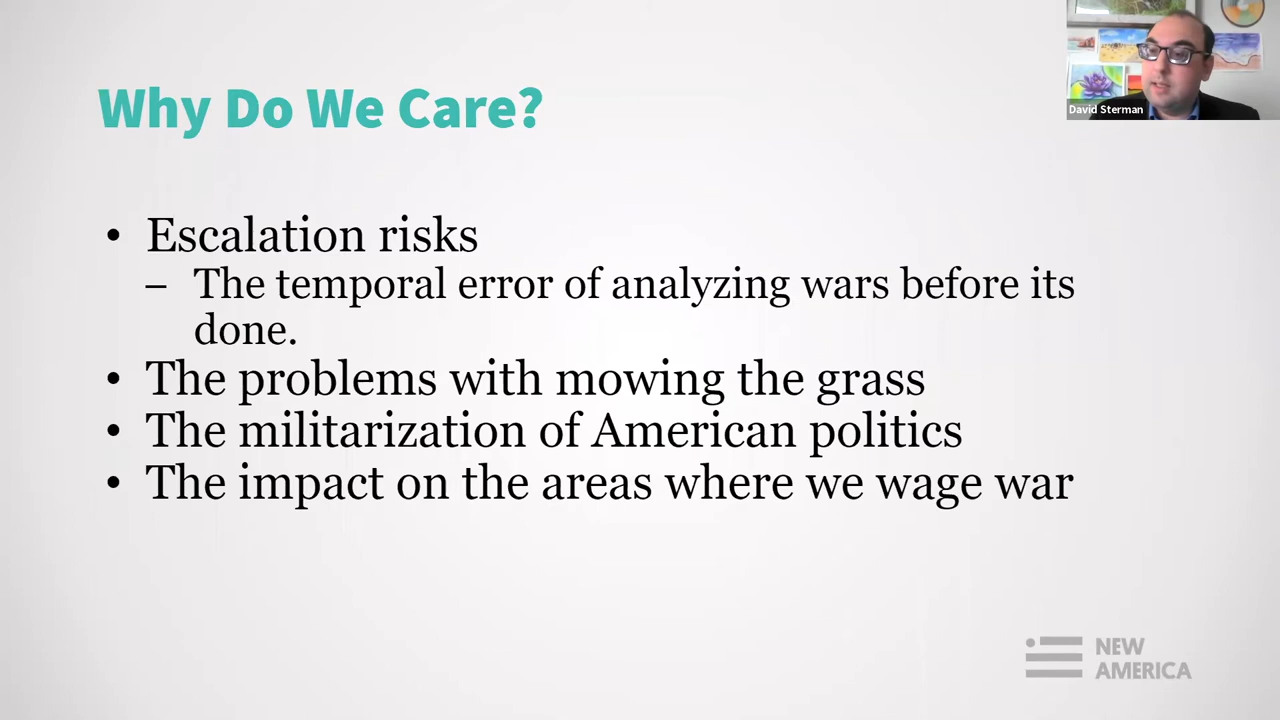 Why Do We Care?
David Sterman
• Escalation risks
– The temporal error of analyzing wars before its
done.
• The problems with mowing the grass
• The militarization of American politics
• The impact on the areas where we wage war
NEW
AMERICA